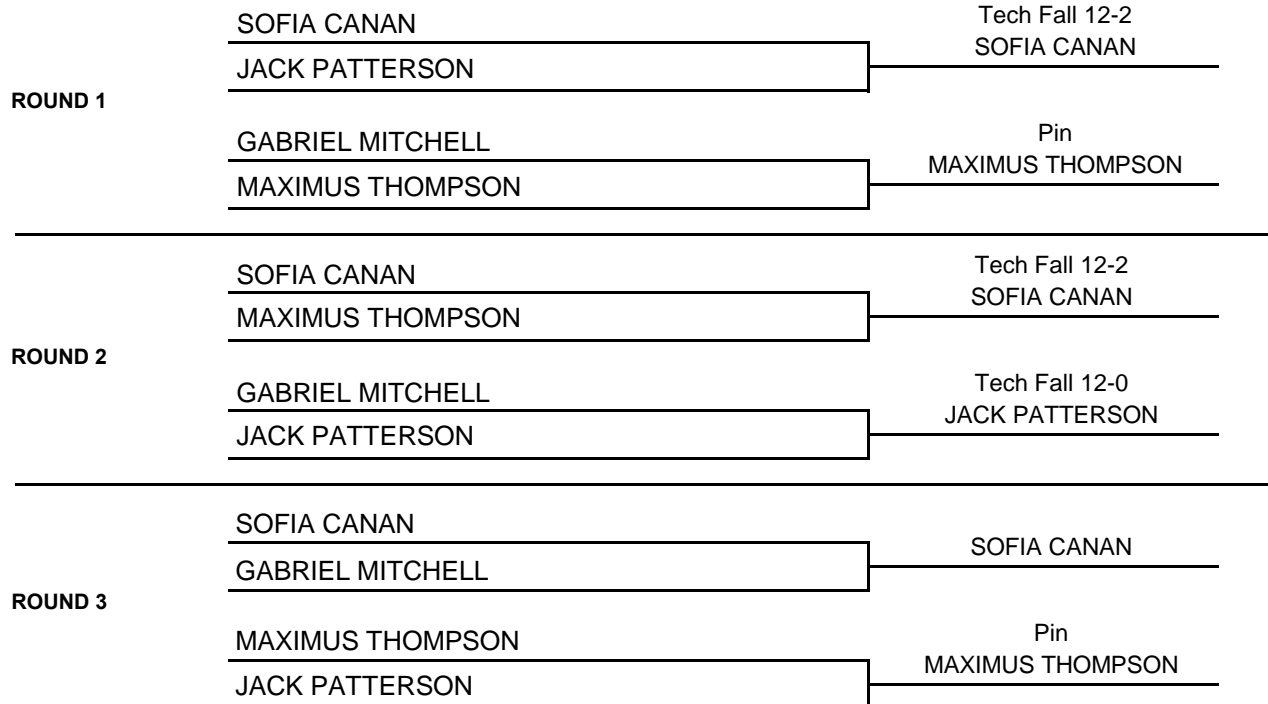 SOFIA CANAN
Tech Fall 12-2
SOFIA CANAN
JACK PATTERSON
ROUND 1
GABRIEL MITCHELL
Pin
MAXIMUS THOMPSON
MAXIMUS THOMPSON
SOFIA CANAN
Tech Fall 12-2
SOFIA CANAN
MAXIMUS THOMPSON
ROUND 2
GABRIEL MITCHELL
Tech Fall 12-0
JACK PATTERSON
JACK PATTERSON
SOFIA CANAN
SOFIA CANAN
GABRIEL MITCHELL
ROUND 3
MAXIMUS THOMPSON
Pin
MAXIMUS THOMPSON
JACK PATTERSON